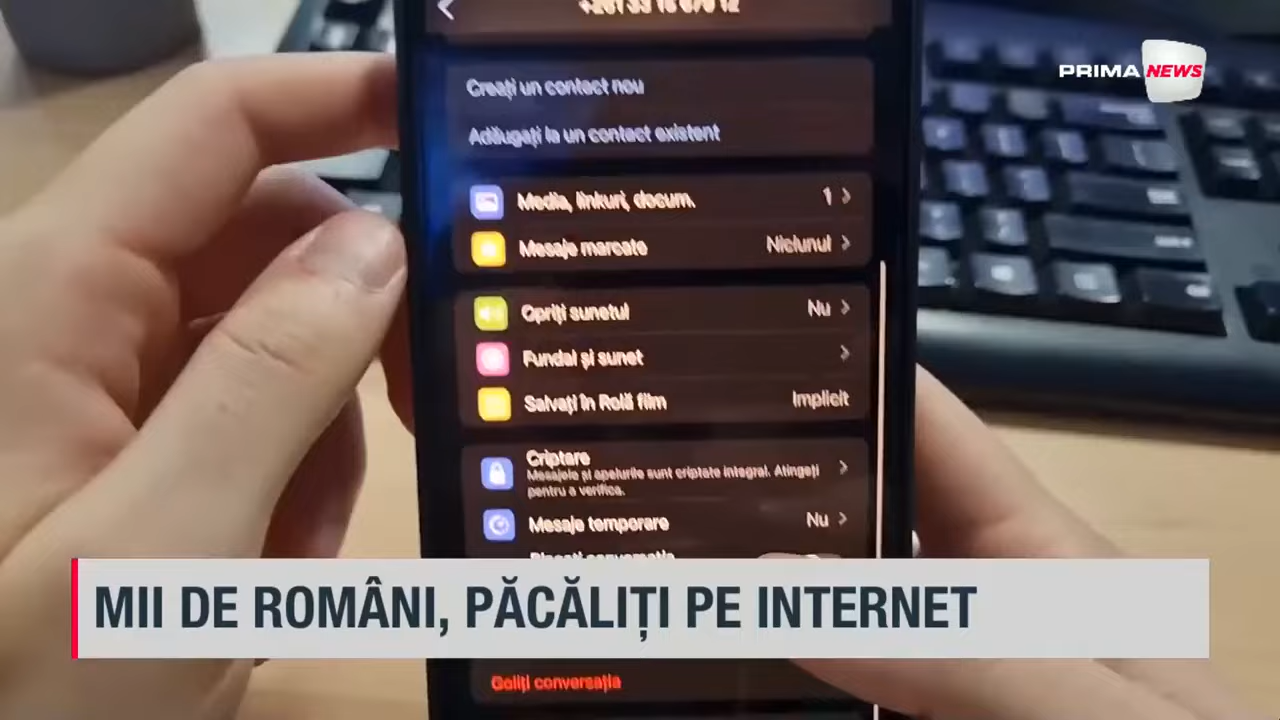 PRIMA NEWS
Creați un contact nou
Adăugați la un contact existent
Media, linkuri, docum. 1
Mesaje marcate Niciunul
Opriți sunetul Nu
Fundal și sunet
Salvați în Rolă film Implicit
Criptare
Mesajele și apelurile sunt criptate integral. Atingeți
pentru a verifica.
Mesaje temporare Nu
MII DE ROMÂNI, PĂCĂLIȚI PE INTERNET
Goliți conversația